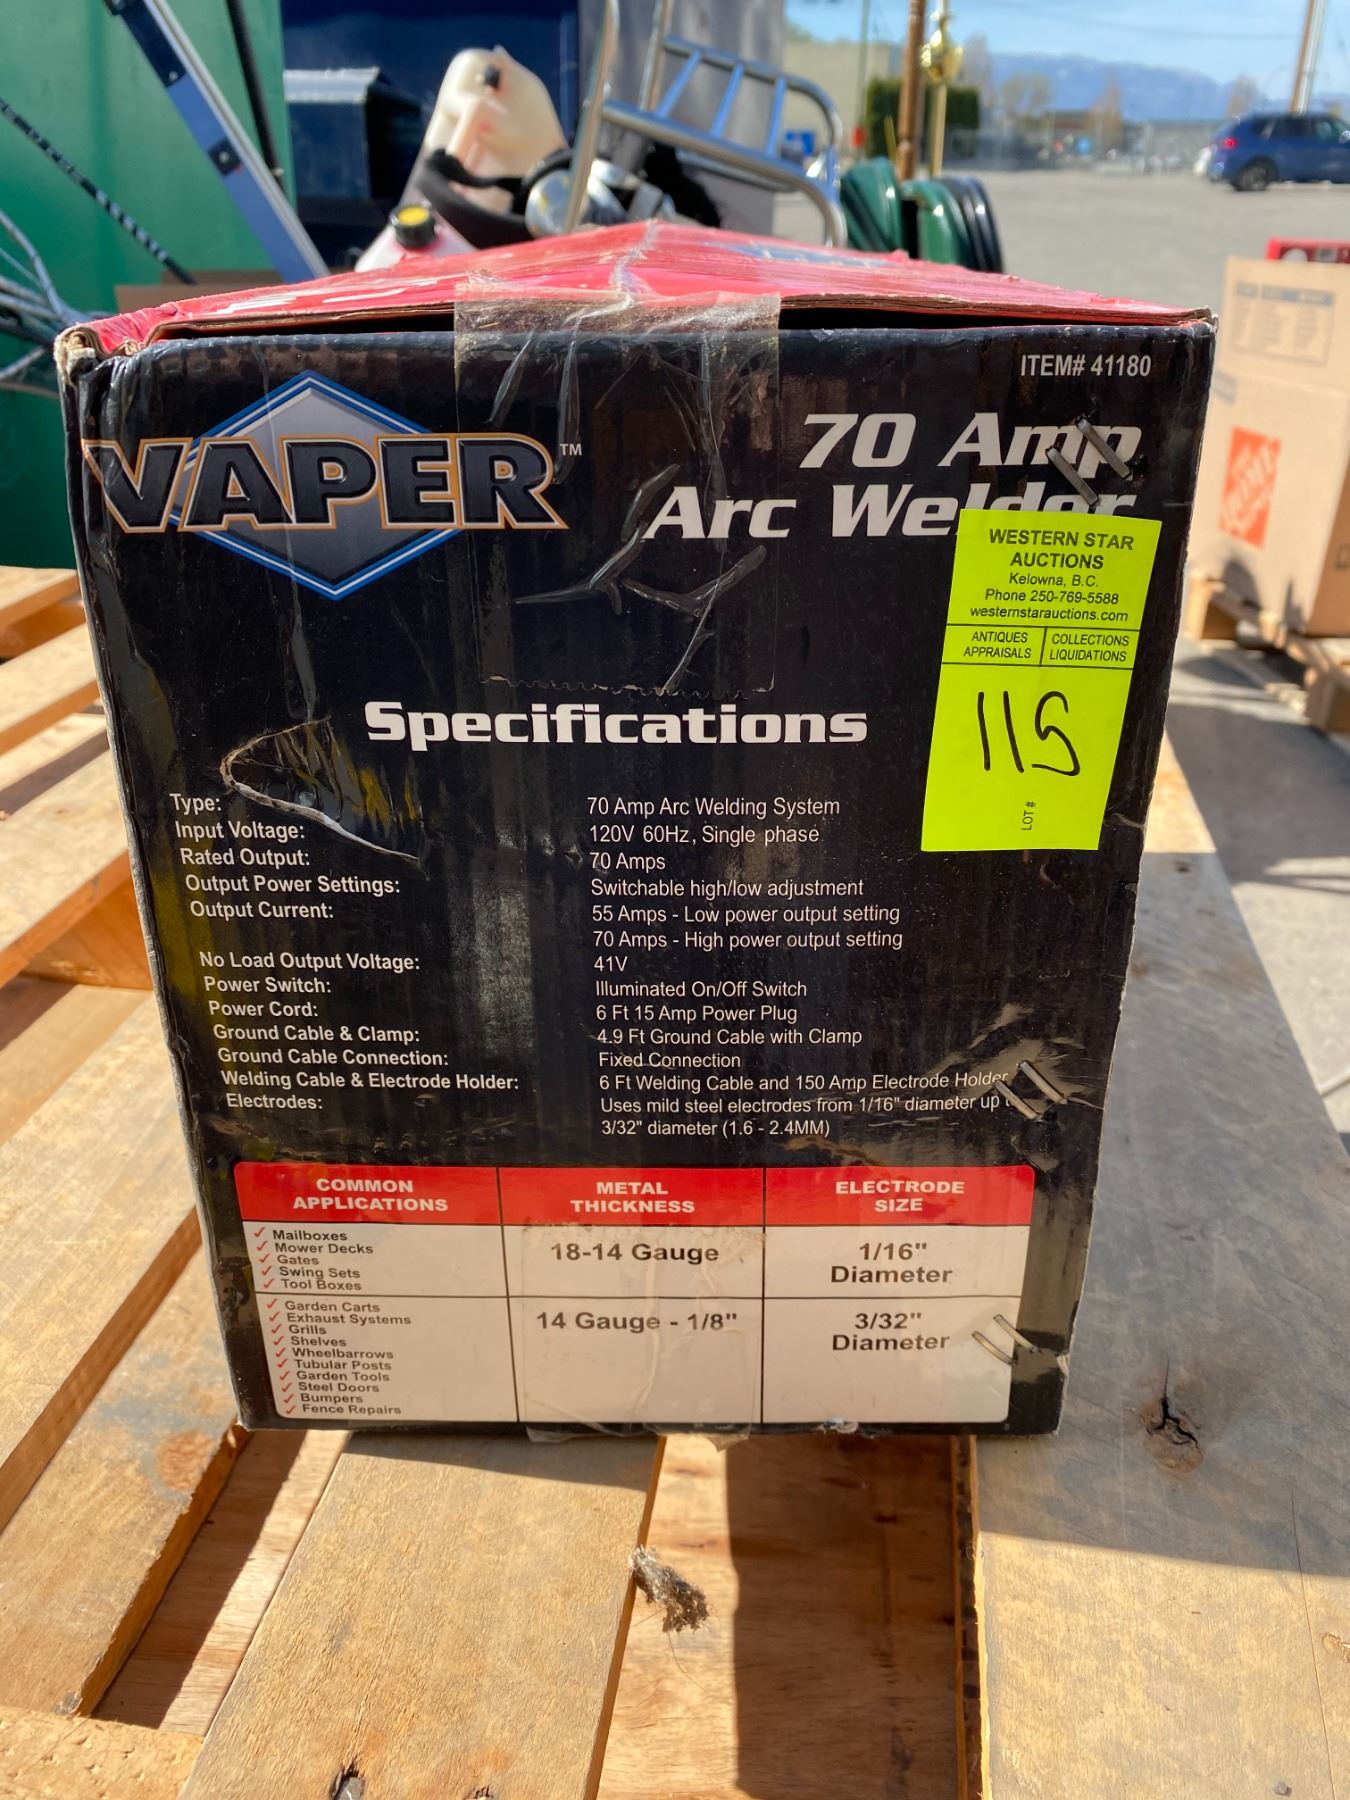 ITEM# 41180
VAPER™
70 Amp
Arc Welder
WESTERN STAR
AUCTIONS
Kelowna, B.C.
Phone 250-769-5588
westernstarauctions.com
ANTIQUES
APPRAISALS
COLLECTIONS
LIQUIDATIONS
115
LOT #
Specifications
Type: 70 Amp Arc Welding System
Input Voltage: 120V 60Hz, Single phase
Rated Output: 70 Amps
Output Power Settings: Switchable high/low adjustment
Output Current: 55 Amps - Low power output setting
70 Amps - High power output setting
No Load Output Voltage: 41V
Power Switch: Illuminated On/Off Switch
Power Cord: 6 Ft 15 Amp Power Plug
Ground Cable & Clamp: 4.9 Ft Ground Cable with Clamp
Ground Cable Connection: Fixed Connection
Welding Cable & Electrode Holder: 6 Ft Welding Cable and 150 Amp Electrode Holder
Electrodes: Uses mild steel electrodes from 1/16" diameter up
3/32" diameter (1.6 - 2.4MM)
COMMON
APPLICATIONS
METAL
THICKNESS
ELECTRODE
SIZE
Mailboxes
Mower Decks
Gates
Swing Sets
Tool Boxes
18-14 Gauge
1/16"
Diameter
Garden Carts
Exhaust Systems
Grills
Shelves
Wheelbarrows
Tubular Posts
Garden Tools
Steel Doors
Bumpers
Fence Repairs
14 Gauge - 1/8"
3/32"
Diameter